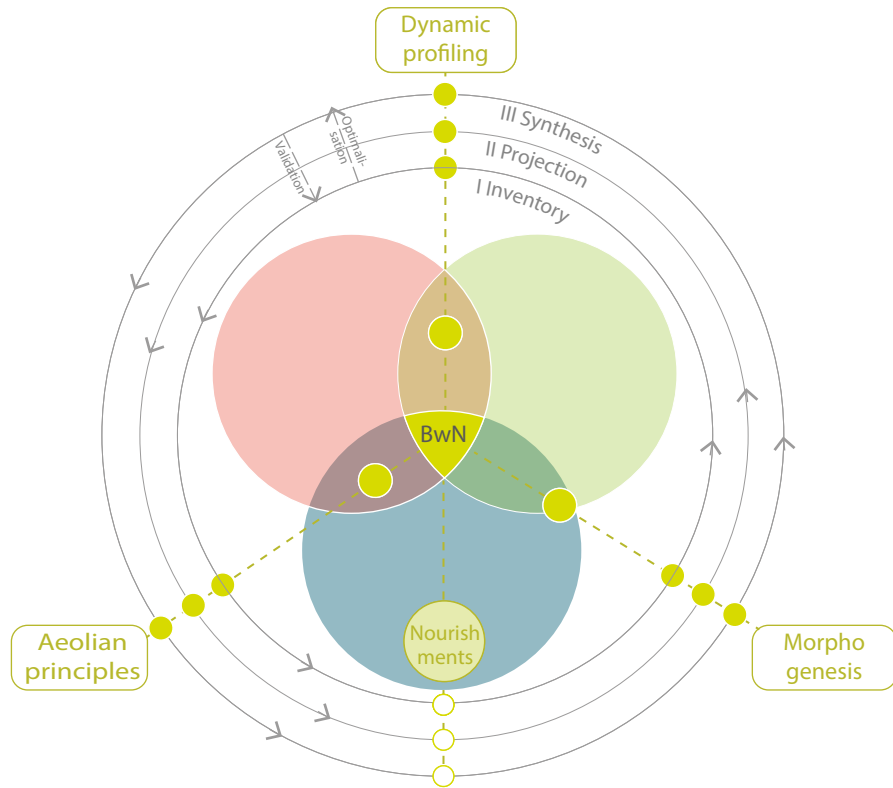 Dynamic
profiling
III Synthesis
II Projection
I Inventory
Optimali-
sation
Validation
BwN
Nourish
ments
Aeolian
principles
Morpho
genesis